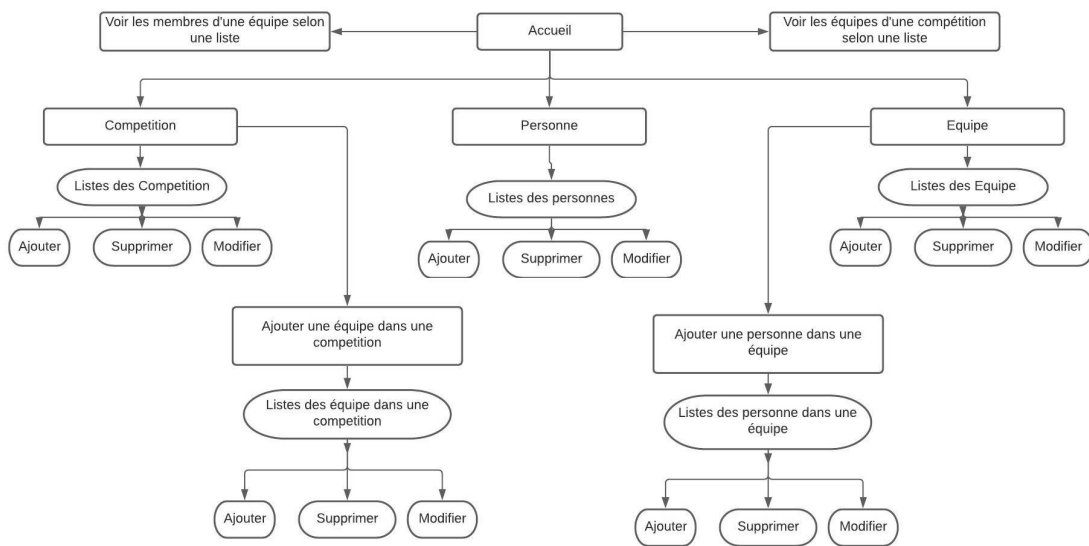 Voir les membres d'une équipe selon
une liste
Accueil
Voir les équipes d'une compétition
selon une liste
Competition
Personne
Equipe
Listes des Competition
Listes des personnes
Listes des Equipe
Ajouter
Supprimer
Modifier
Ajouter
Supprimer
Modifier
Ajouter
Supprimer
Modifier
Ajouter une équipe dans une
competition
Ajouter une personne dans une
équipe
Listes des équipe dans une
competition
Listes des personne dans une
équipe
Ajouter
Supprimer
Modifier
Ajouter
Supprimer
Modifier